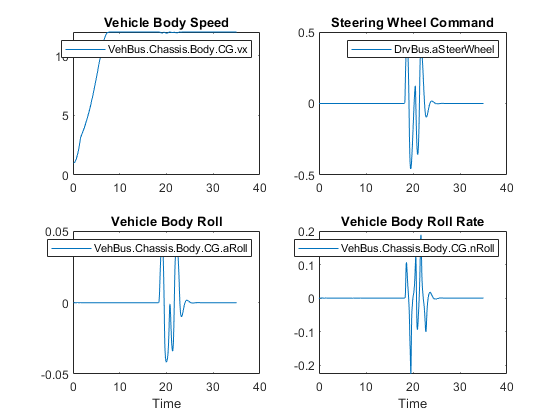 Vehicle Body Speed
VehBus.Chassis.Body.CG.vx
10
5
0
0 10 20 30 40
Steering Wheel Command
DrvBus.aSteerWheel
0.5
0
-0.5
0 10 20 30 40
Vehicle Body Roll
VehBus.Chassis.Body.CG.aRoll
0.05
0
-0.05
0 10 20 30 40
Time
Vehicle Body Roll Rate
VehBus.Chassis.Body.CG.nRoll
0.2
0.1
0
-0.1
-0.2
0 10 20 30 40
Time